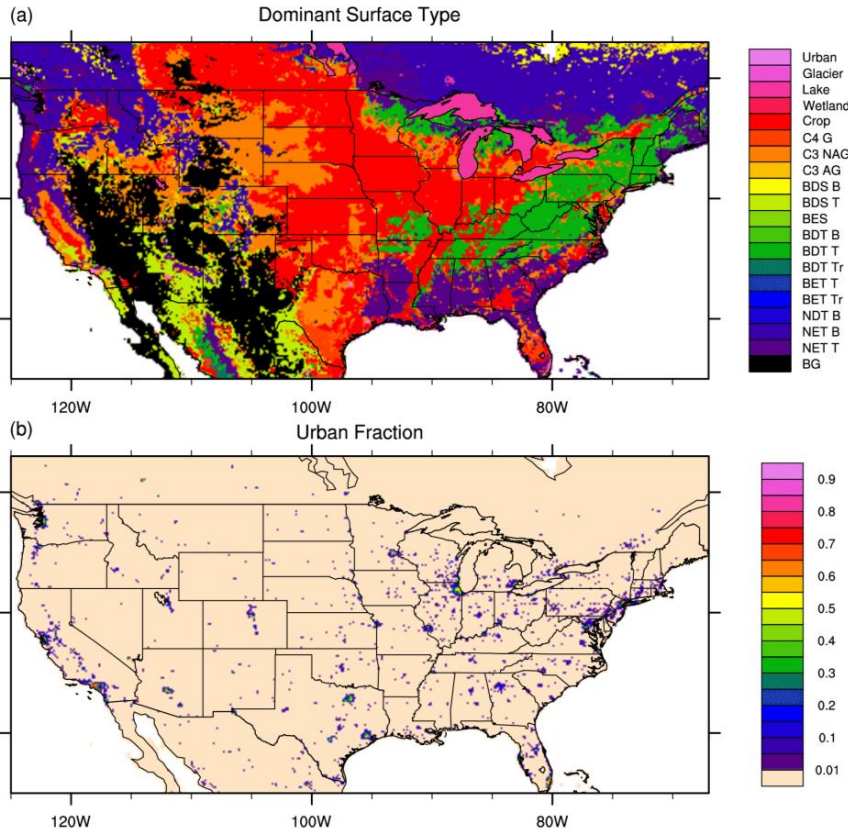 (a)
Dominant Surface Type
Urban
Glacier
Lake
Wetland
Crop
C4 G
C3 NAG
C3 AG
BDS B
BDS T
BES
BDT B
BDT T
BDT Tr
BET T
BET Tr
NDT B
NET B
NET T
BG
120W 100W 80W
(b)
Urban Fraction
0.9
0.8
0.7
0.6
0.5
0.4
0.3
0.2
0.1
0.01
120W 100W 80W